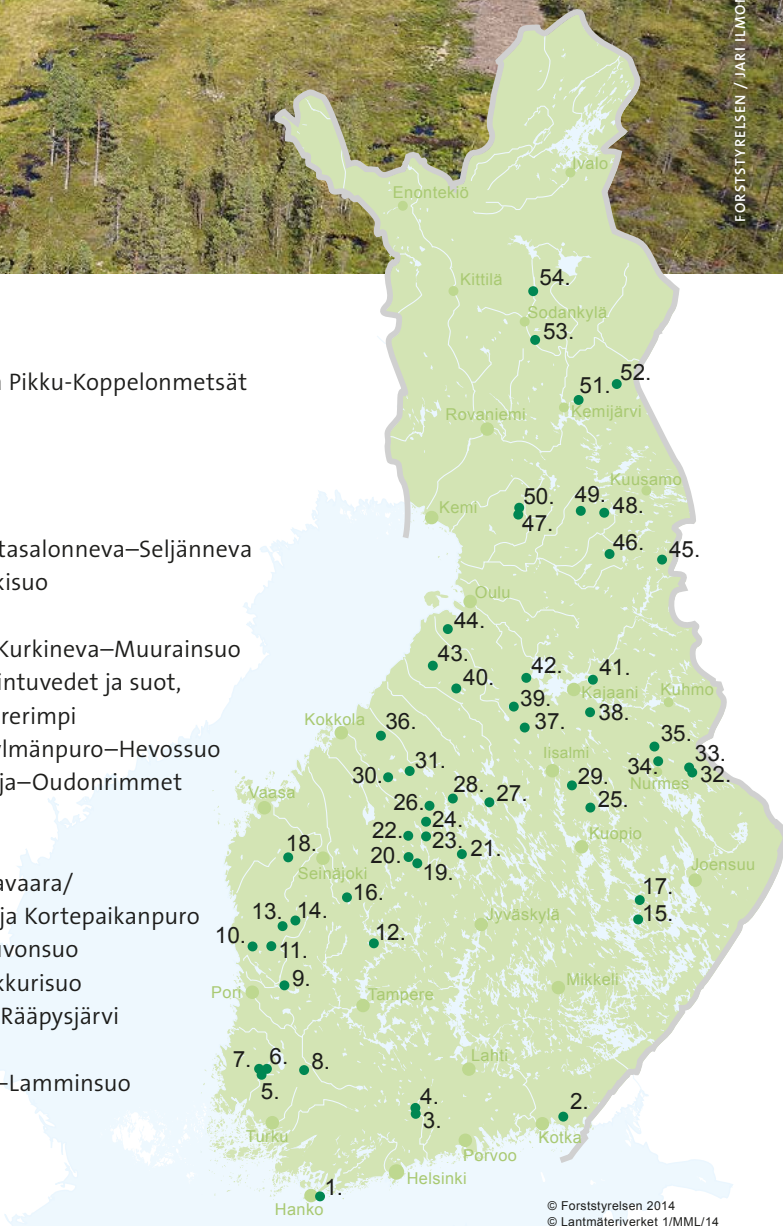 FORSTSTYRELSEN / JARI ILMON
Pikku-Koppelonmetsät
tasalonneva–Seljänneva
kisuo
Kurkineva–Muurainsuo
intuvedet ja suot,
rerimpi
ylmänpuro–Hevossuo
ja–Oudonrimmet
avaara/
ja Kortepaikanpuro
uvonsuo
kkurisuo
Rääpysjärvi
–Lamminsuo
Ivalo
Enontekiö
Kittilä
54.
Sodankylä
53.
52.
51.
Kemijärvi
Rovaniemi
Kuusamo
50.
49.
48.
Kemi
47.
46.
45.
Oulu
44.
43.
42.
41.
40.
Kajaani
Kuhmo
39.
38.
37.
Kokkola
36.
35.
34.
33.
32.
Nurmes
Iisalmi
31.
30.
29.
28.
27.
26.
25.
Vaasa
24.
23.
22.
21.
20.
19.
Kuopio
18.
Seinäjoki
Joensuu
17.
16.
15.
14.
13.
12.
Jyväskylä
10.
11.
9.
Pori
Mikkeli
Tampere
8.
7.
6.
5.
Lahti
4.
3.
2.
Turku
Kotka
Porvoo
Helsinki
1.
Hanko
© Forststyrelsen 2014
© Lantmäteriverket 1/MML/14